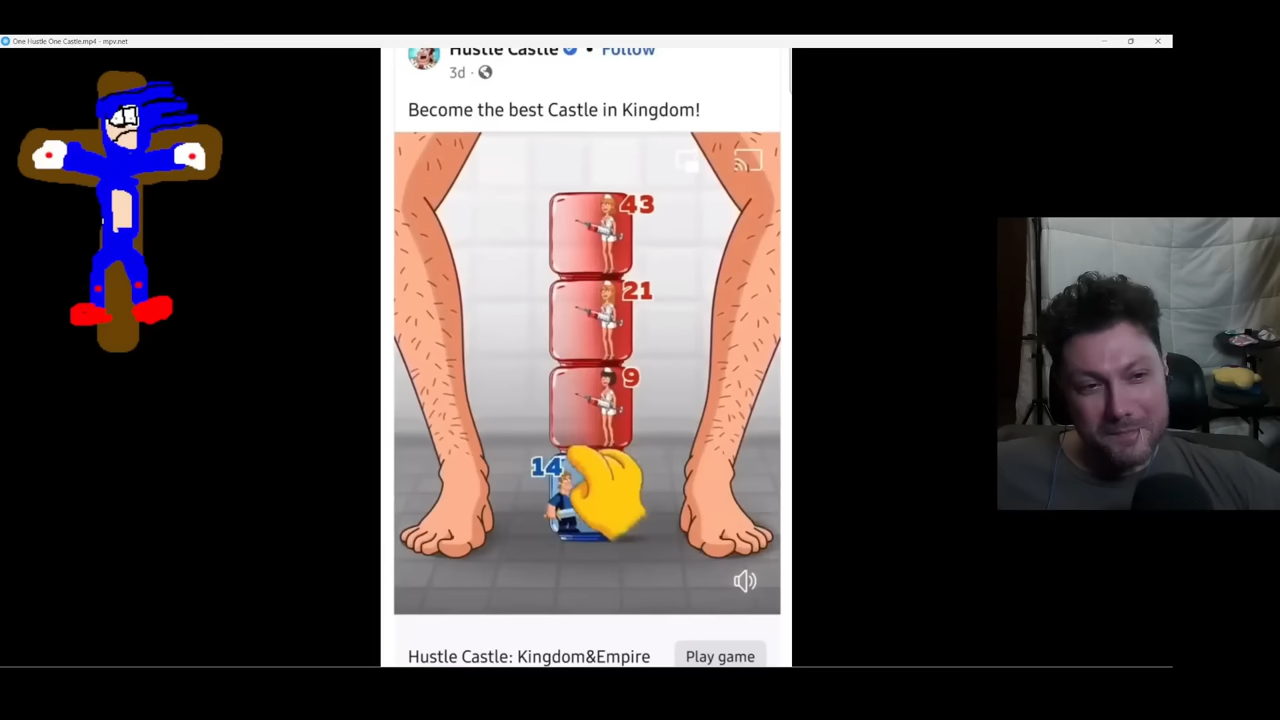 One Hustle One Castle.mp4 - mpv.net
Hustle Castle • Follow
3d ·
Become the best Castle in Kingdom!
43
21
9
14
Hustle Castle: Kingdom&Empire
Play game